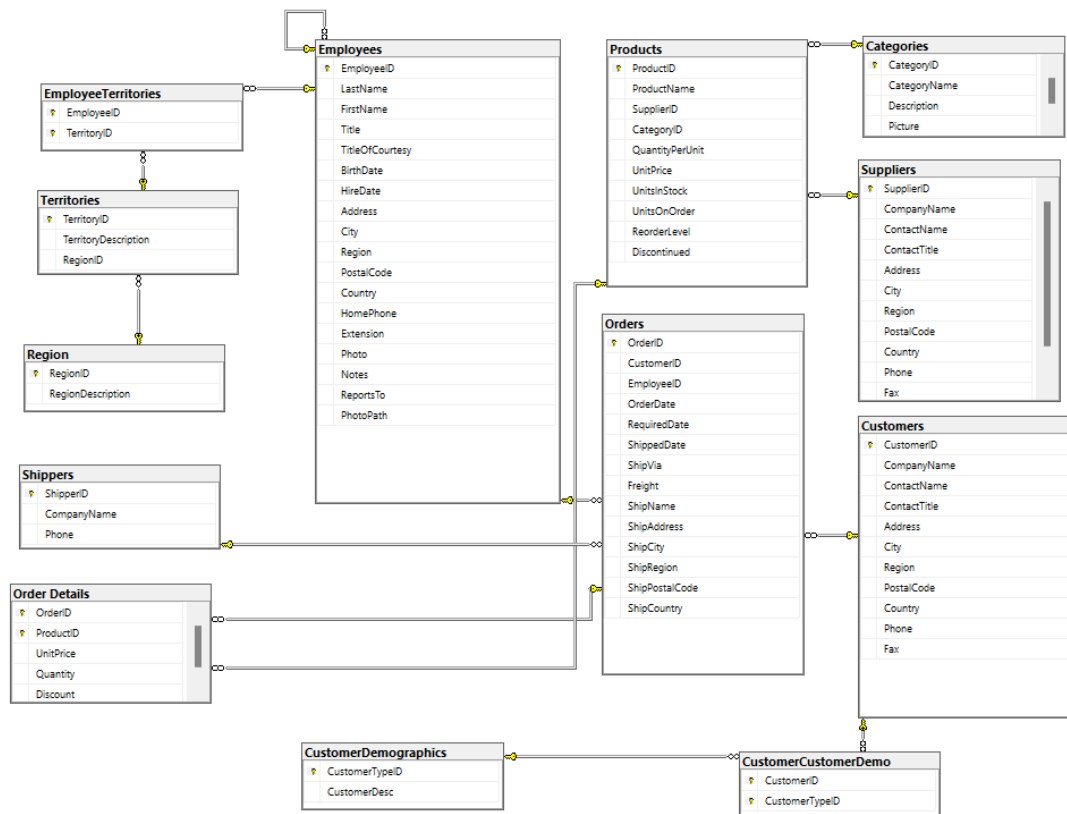 Employees
EmployeeID
LastName
FirstName
Title
TitleOfCourtesy
BirthDate
HireDate
Address
City
Region
PostalCode
Country
HomePhone
Extension
Photo
Notes
ReportsTo
PhotoPath
Products
ProductID
ProductName
SupplierID
CategoryID
QuantityPerUnit
UnitPrice
UnitsInStock
UnitsOnOrder
ReorderLevel
Discontinued
Categories
CategoryID
CategoryName
Description
Picture
EmployeeTerritories
EmployeeID
TerritoryID
Territories
TerritoryID
TerritoryDescription
RegionID
Suppliers
SupplierID
CompanyName
ContactName
ContactTitle
Address
City
Region
PostalCode
Country
Phone
Fax
Region
RegionID
RegionDescription
Orders
OrderID
CustomerID
EmployeeID
OrderDate
RequiredDate
ShippedDate
ShipVia
Freight
ShipName
ShipAddress
ShipCity
ShipRegion
ShipPostalCode
ShipCountry
Customers
CustomerID
CompanyName
ContactName
ContactTitle
Address
City
Region
PostalCode
Country
Phone
Fax
Shippers
ShipperID
CompanyName
Phone
Order Details
OrderID
ProductID
UnitPrice
Quantity
Discount
CustomerDemographics
CustomerTypeID
CustomerDesc
CustomerCustomerDemo
CustomerID
CustomerTypeID